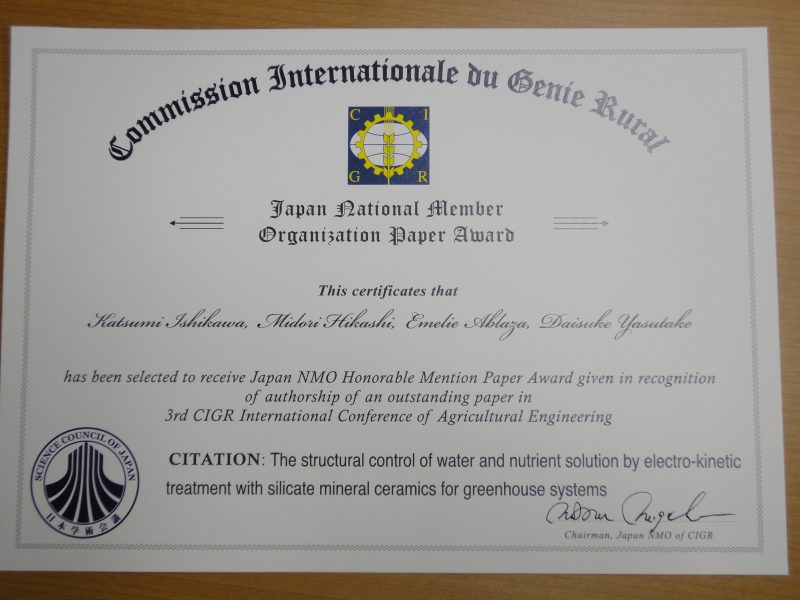 Commission Internationale du Genie Rural
C I
G R
Japan National Member
Organization Paper Award
This certificates that
Katsumi Ishikawa, Midori Hikashi, Emelie Ablaza, Daisuke Yasutake
has been selected to receive Japan NMO Honorable Mention Paper Award given in recognition
of authorship of an outstanding paper in
3rd CIGR International Conference of Agricultural Engineering
SCIENCE COUNCIL OF JAPAN
日本学術会議
CITATION: The structural control of water and nutrient solution by electro-kinetic
treatment with silicate mineral ceramics for greenhouse systems
Chairman, Japan NMO of CIGR